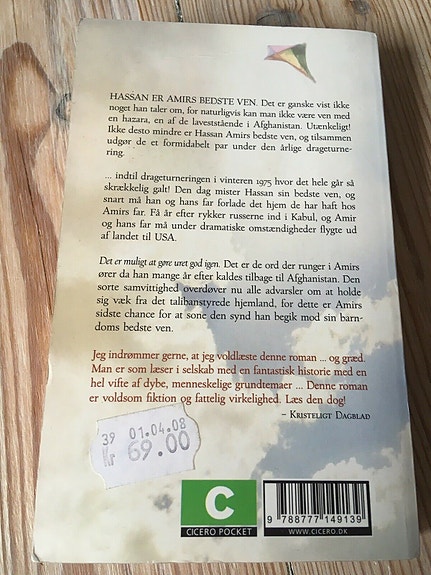 HASSAN ER AMIRS BEDSTE VEN. Det er ganske vist ikke
noget han taler om, for naturligvis kan man ikke være ven med
en hazara, en af de laveststående i Afghanistan. Utænkeligt!
Ikke desto mindre er Hassan Amirs bedste ven, og tilsammen
udgør de et formidabelt par under den årlige drageturne-
ring.
... indtil drageturneringen i vinteren 1975 hvor det hele går så
skrækkelig galt! Den dag mister Hassan sin bedste ven, og
snart må han og hans far forlade det hjem de har haft hos
Amirs far. Få år efter rykker russerne ind i Kabul, og Amir
og hans far må under dramatiske omstændigheder flygte ud
af landet til USA.
Det er muligt at gøre uret god igen. Det er de ord der runger i Amirs
ører da han mange år efter kaldes tilbage til Afghanistan. Den
sorte samvittighed overdøver nu alle advarsler om at holde
sig væk fra det talibanstyrede hjemland, for dette er Amirs
sidste chance for at sone den synd han begik mod sin barn-
doms bedste ven.
Jeg indrømmer gerne, at jeg voldlæste denne roman ... og græd.
Man er som læser i selskab med en fantastisk historie med en
hel vifte af dybe, menneskelige grundtemaer ... Denne roman
er voldsom fiktion og fattelig virkelighed. Læs den dog!
– KRISTELIGT DAGBLAD
39 01.04.08
Kr 69.00
C
CICERO POCKET
9 788777 149139
WWW.CICERO.DK